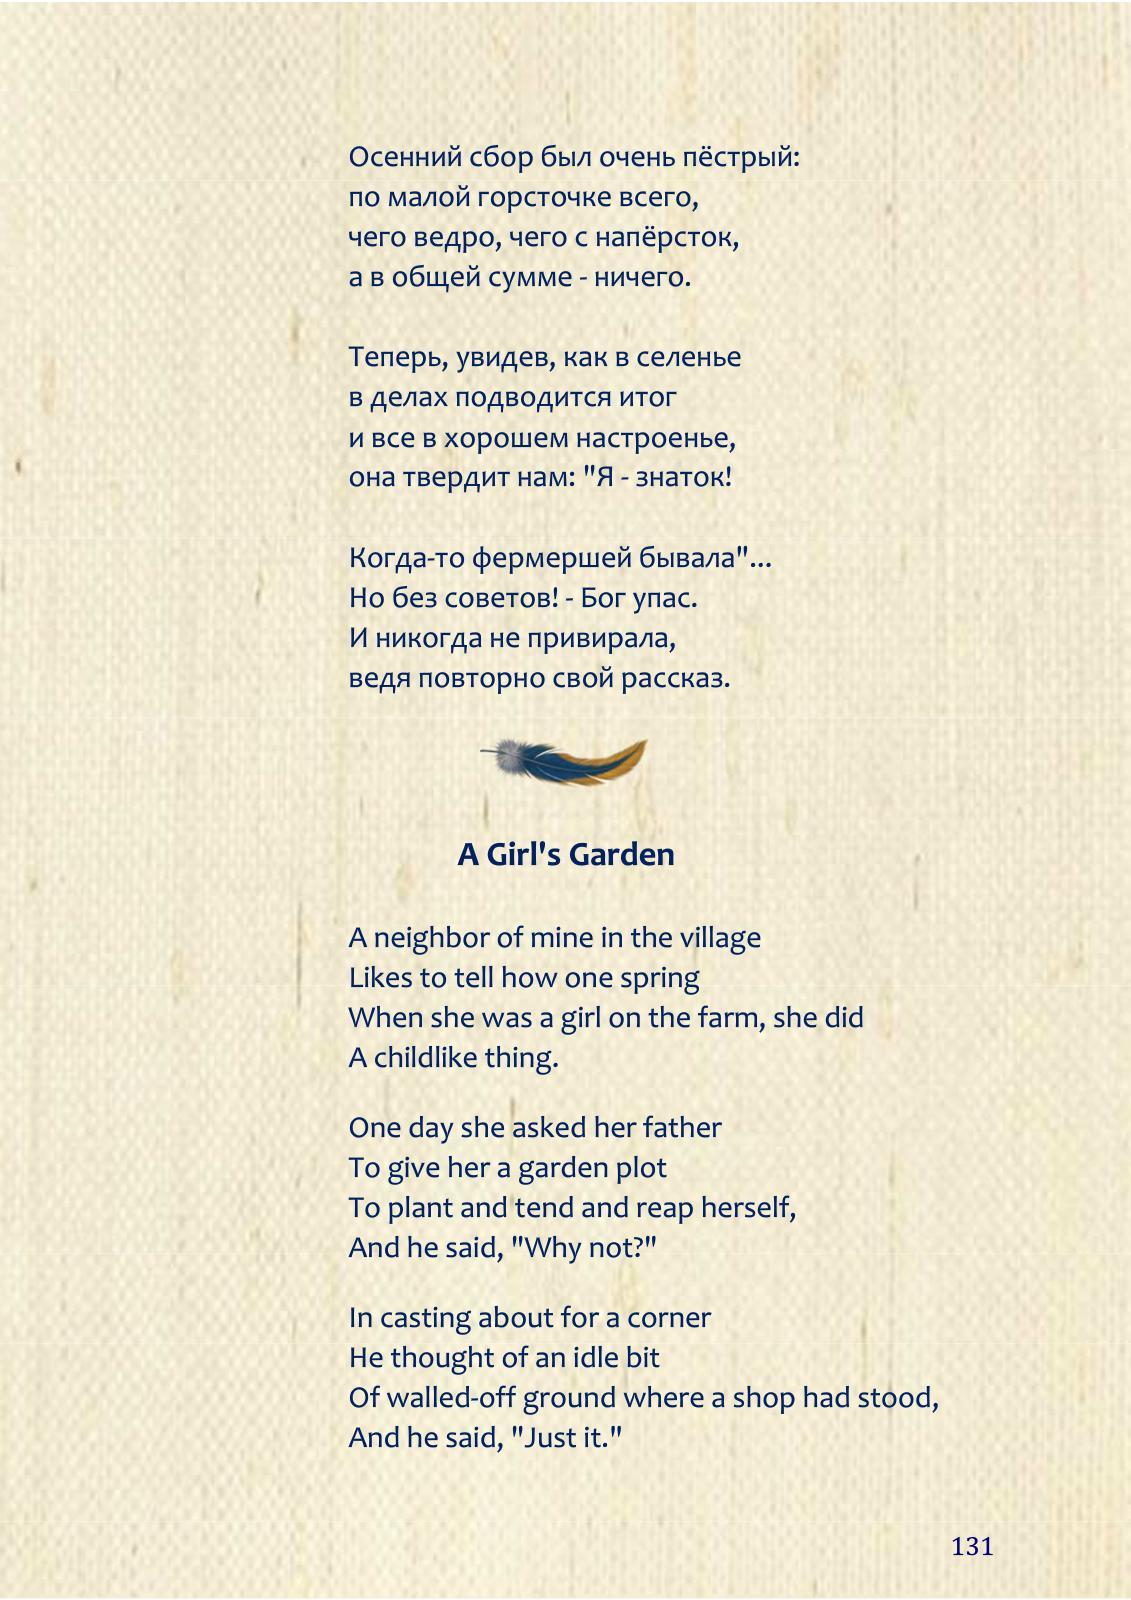 Осенний сбор был очень пёстрый:
по малой горсточке всего,
чего ведро, чего с напёрсток,
а в общей сумме - ничего.
Теперь, увидев, как в селенье
в делах подводится итог
и все в хорошем настроенье,
она твердит нам: "Я - знаток!
Когда-то фермершей бывала"...
Но без советов! - Бог упас.
И никогда не привирала,
ведя повторно свой рассказ.
A Girl's Garden
A neighbor of mine in the village
Likes to tell how one spring
When she was a girl on the farm, she did
A childlike thing.
One day she asked her father
To give her a garden plot
To plant and tend and reap herself,
And he said, "Why not?"
In casting about for a corner
He thought of an idle bit
Of walled-off ground where a shop had stood,
And he said, "Just it."
131